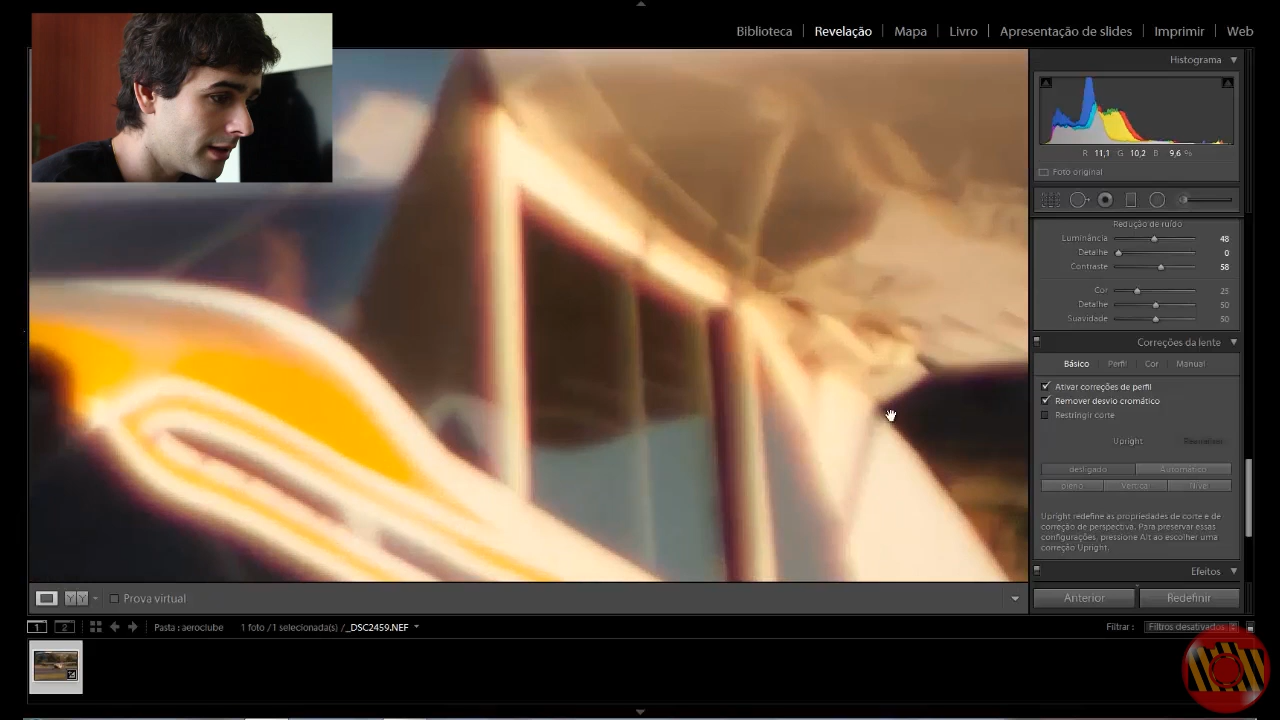 Biblioteca | Revelação | Mapa | Livro | Apresentação de slides | Imprimir | Web
Histograma
R 11,1 G 10,2 B 9,6 %
Foto original
Redução de ruído
Luminância 48
Detalhe 0
Contraste 58
Cor 25
Detalhe 50
Suavidade 50
Correções da lente
Básico Perfil Cor Manual
Ativar correções de perfil
Remover desvio cromático
Restringir corte
Upright Reanalisar
desligado Automático
pleno Vertical Nível
Upright redefine as propriedades de corte e de
correção de perspectiva. Para preservar essas
configurações, pressione Alt ao escolher uma
correção Upright.
Efeitos
Prova virtual
Anterior Redefinir
1 2 Pasta : aeroclube 1 foto /1 selecionada(s) /_DSC2459.NEF
Filtrar : Filtros desativados